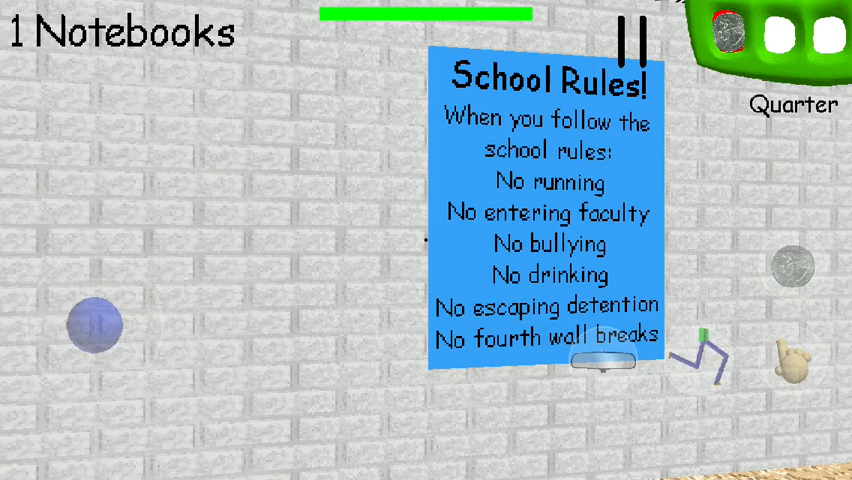 1 Notebooks
School Rules!
When you follow the
school rules:
No running
No entering faculty
No bullying
No drinking
No escaping detention
No fourth wall breaks
Quarter